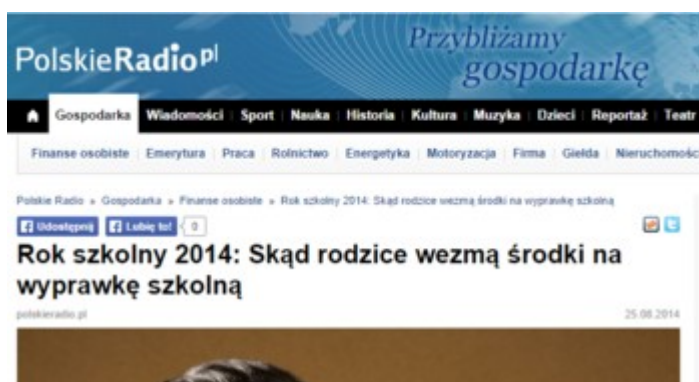 PolskieRadio.pl
Przybliżamy
gospodarkę
Gospodarka Wiadomości Sport Nauka Historia Kultura Muzyka Dzieci Reportaż Teatr
Finanse osobiste Emerytura Praca Rolnictwo Energetyka Motoryzacja Firma Giełda Nieruchomośc
Polskie Radio » Gospodarka » Finanse osobiste » Rok szkolny 2014: Skąd rodzice wezmą środki na wyprawkę szkolną
Udostępnij Lubię to! 0
Rok szkolny 2014: Skąd rodzice wezmą środki na
wyprawkę szkolną
polskieradio.pl 25.08.2014